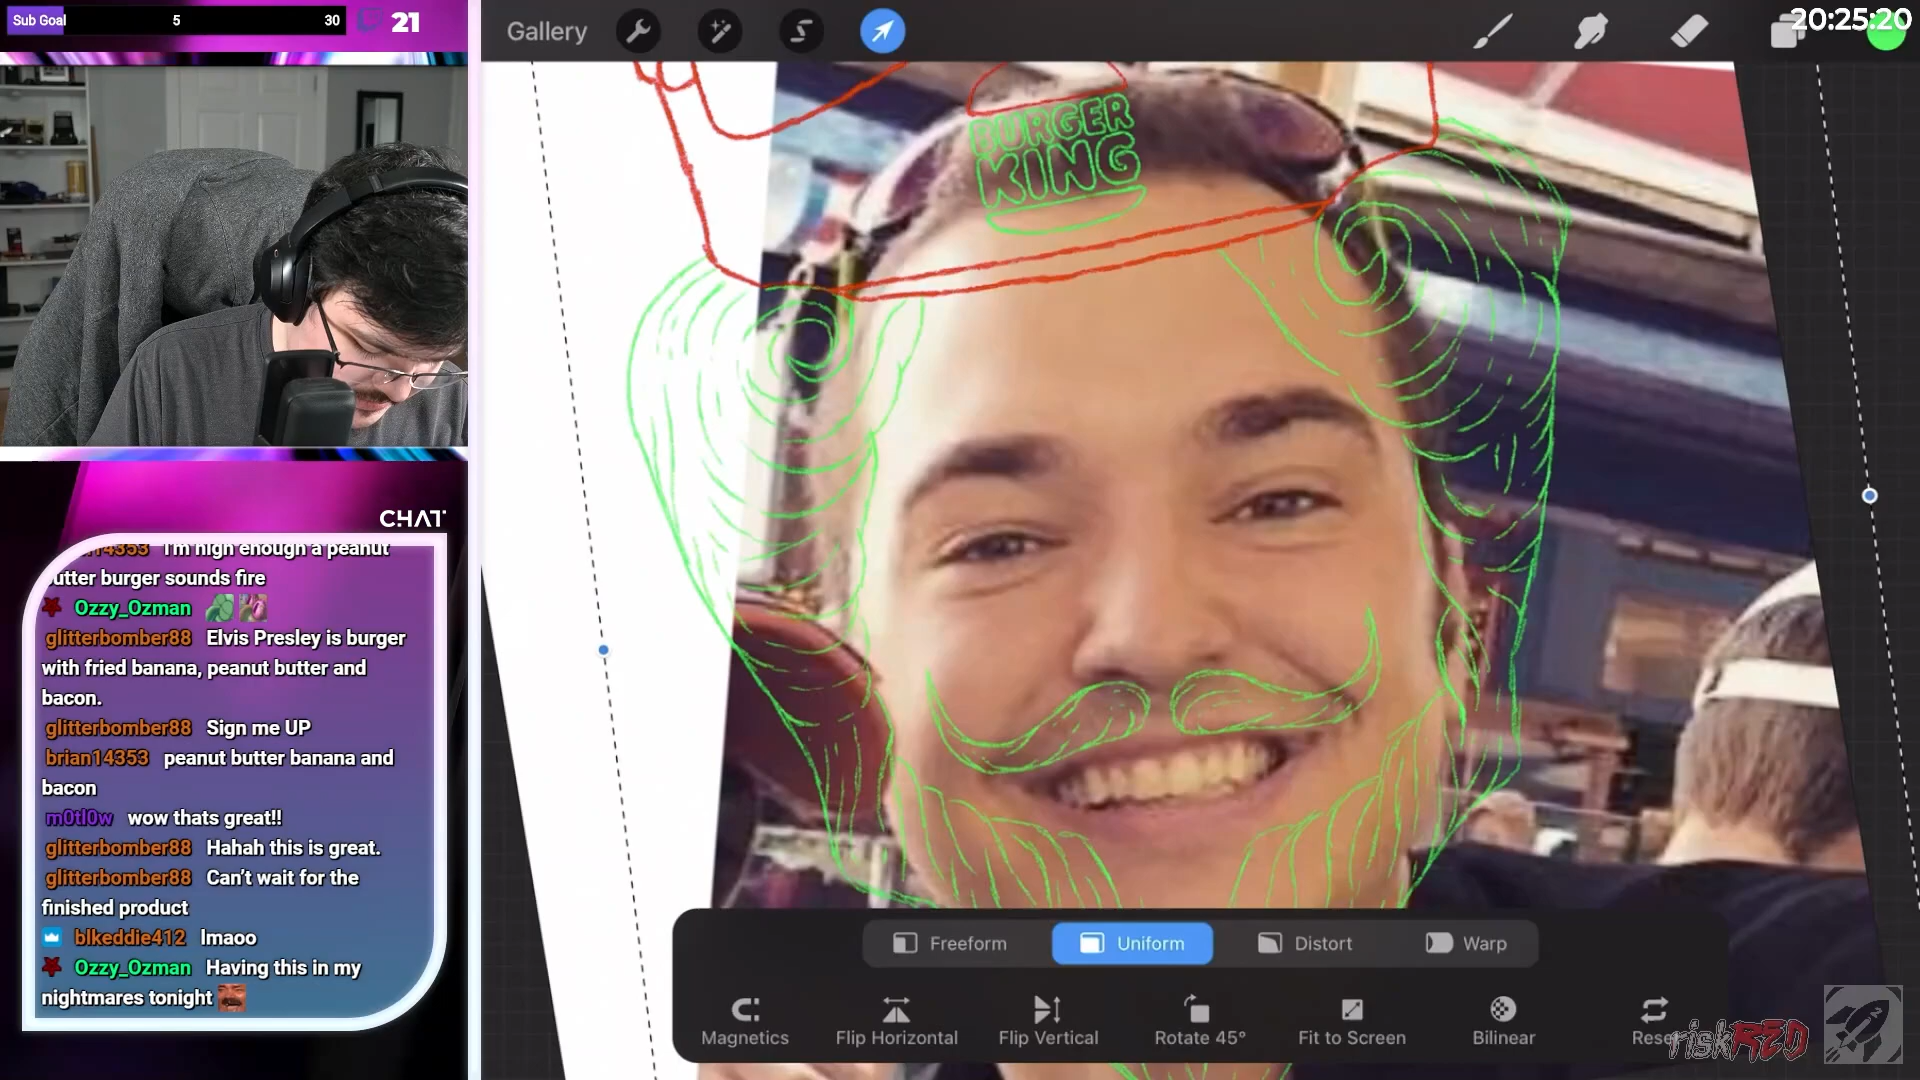 Sub Goal 5 30 21
Gallery
20:25:20
BURGER
KING
CHAT
I'm high enough a peanut
utter burger sounds fire
Ozzy_Ozman
glitterbomber88 Elvis Presley is burger
with fried banana, peanut butter and
bacon.
glitterbomber88 Sign me UP
brian14353 peanut butter banana and
bacon
m0tl0w wow thats great!!
glitterbomber88 Hahah this is great.
glitterbomber88 Can't wait for the
finished product
blkeddie412 lmaoo
Ozzy_Ozman Having this in my
nightmares tonight
Freeform Uniform Distort Warp
Magnetics Flip Horizontal Flip Vertical Rotate 45° Fit to Screen Bilinear Reset
riskRED